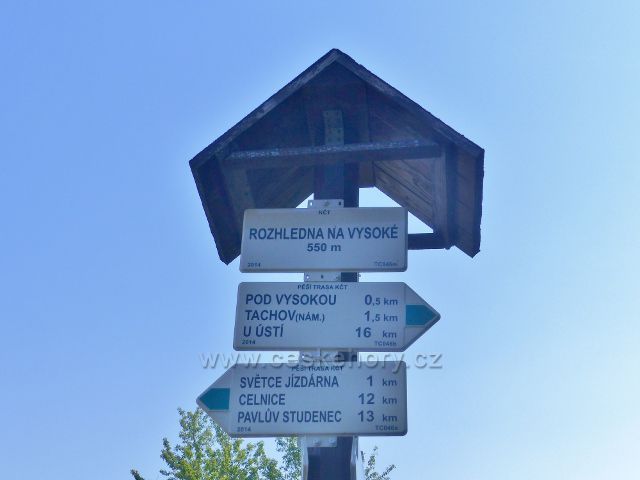 KČT
ROZHLEDNA NA VYSOKÉ
550 m
2014 TC046m
PĚŠÍ TRASA KČT
POD VYSOKOU 0,5 km
TACHOV(NÁM.) 1,5 km
U ÚSTÍ 16 km
2014 TC046b
www.ceskehory.cz
PĚŠÍ TRASA KČT
SVĚTCE JÍZDÁRNA 1 km
CELNICE 12 km
PAVLŮV STUDENEC 13 km
2014 TC046a